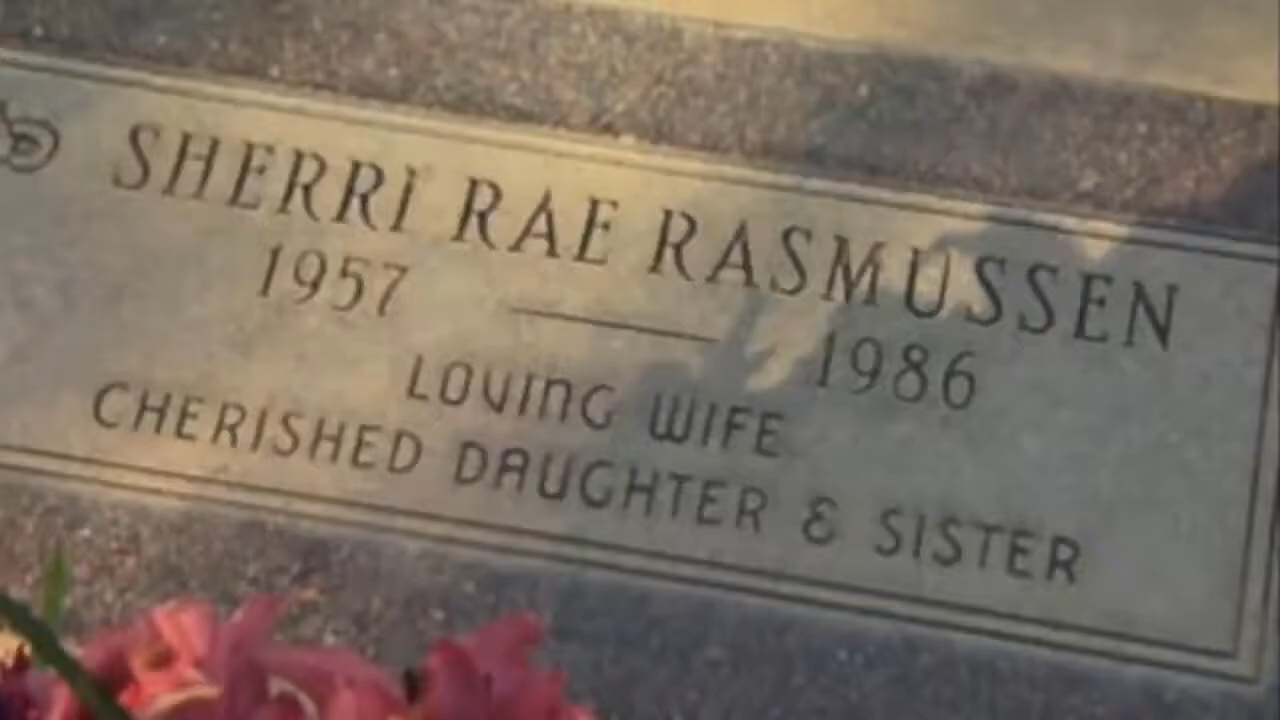 SHERRI RAE RASMUSSEN
1957 — 1986
LOVING WIFE
CHERISHED DAUGHTER & SISTER